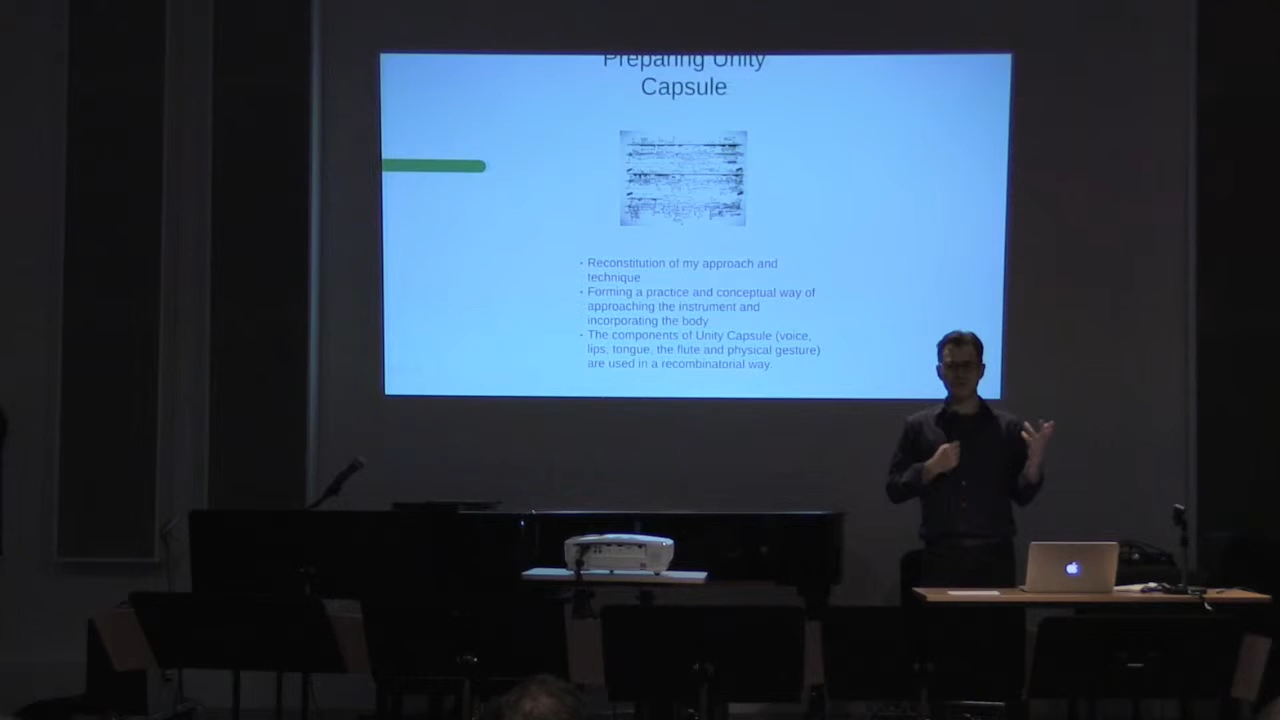 Preparing Unity
Capsule
- Reconstitution of my approach and
technique
- Forming a practice and conceptual way of
approaching the instrument and
incorporating the body
- The components of Unity Capsule (voice,
lips, tongue, the flute and physical gesture)
are used in a recombinatorial way.